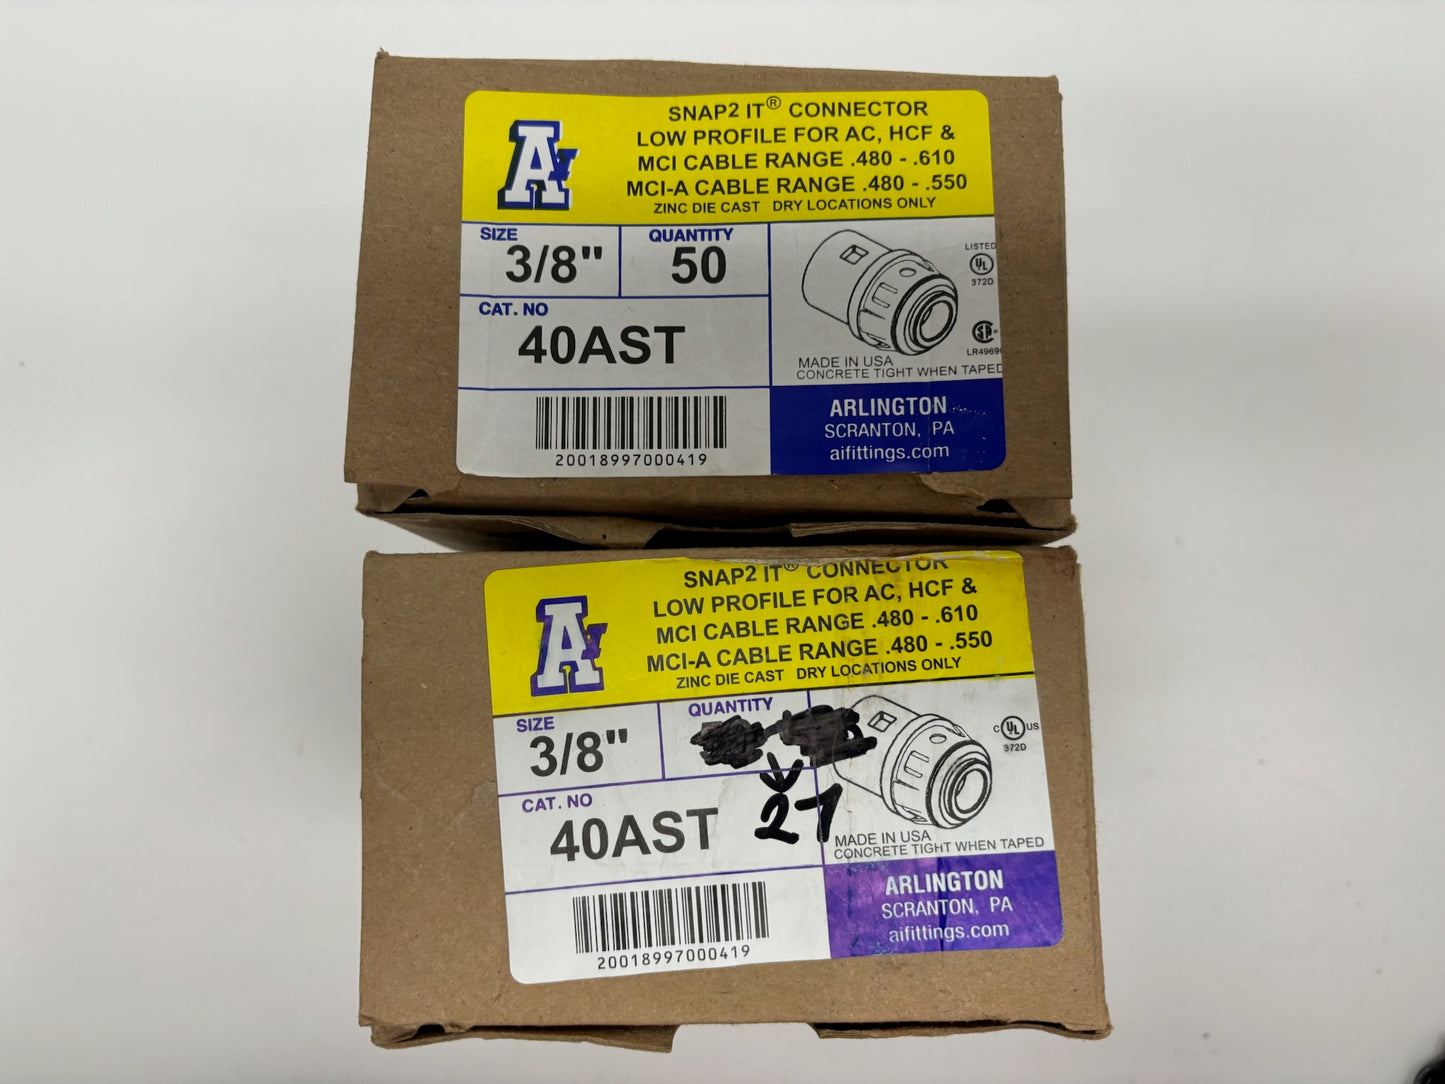 SNAP2 IT® CONNECTOR
LOW PROFILE FOR AC, HCF &
MCI CABLE RANGE .480 - .610
MCI-A CABLE RANGE .480 - .550
ZINC DIE CAST DRY LOCATIONS ONLY
A
SIZE
3/8"
QUANTITY
50
CAT. NO
40AST
LISTED
UL
372D
LR4969
MADE IN USA
CONCRETE TIGHT WHEN TAPED
20018997000419
ARLINGTON
SCRANTON, PA
aifittings.com
SNAP2 IT® CONNECTOR
LOW PROFILE FOR AC, HCF &
MCI CABLE RANGE .480 - .610
MCI-A CABLE RANGE .480 - .550
ZINC DIE CAST DRY LOCATIONS ONLY
A
SIZE
3/8"
QUANTITY
27
CAT. NO
40AST
C UL US
372D
MADE IN USA
CONCRETE TIGHT WHEN TAPED
20018997000419
ARLINGTON
SCRANTON, PA
aifittings.com